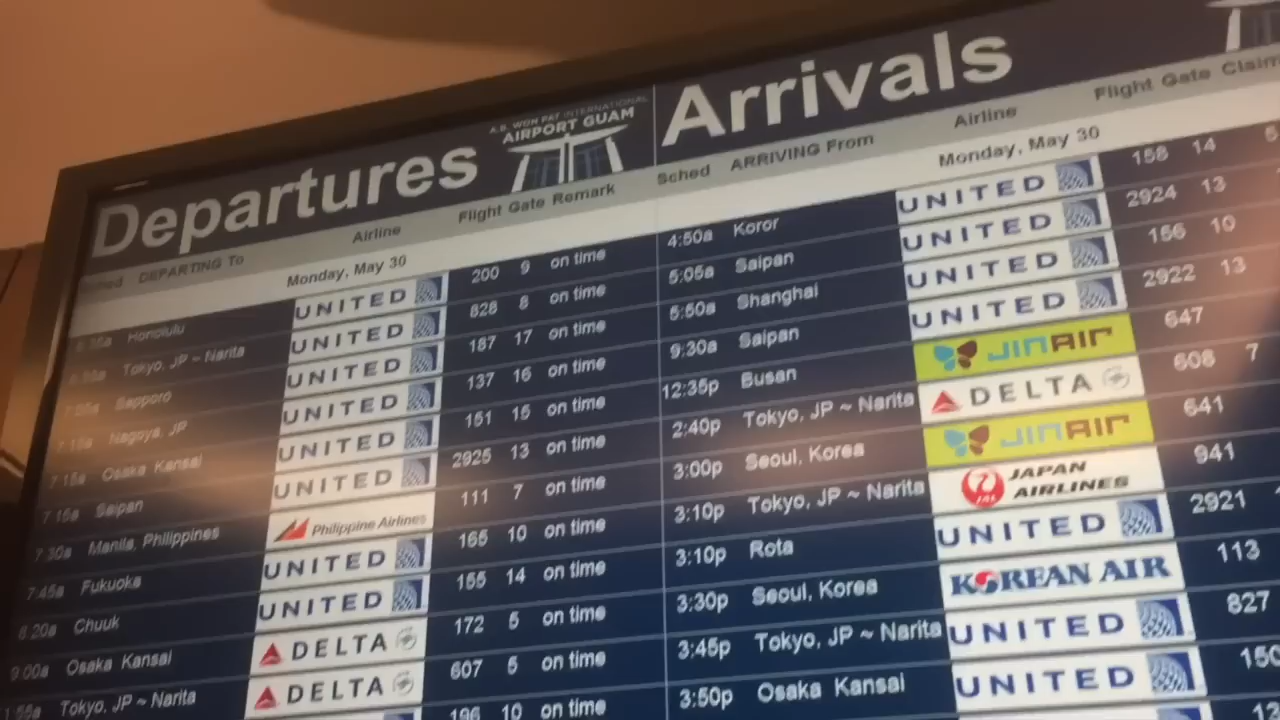 Departures
A.B. WON PAT INTERNATIONAL
AIRPORT GUAM
DEPARTING To Airline Flight Gate Remark
Monday, May 30
Honolulu UNITED 200 9 on time
Tokyo, JP ~ Narita UNITED 828 8 on time
Sapporo UNITED 187 17 on time
Nagoya, JP UNITED 137 16 on time
7:15a Osaka Kansai UNITED 151 15 on time
7:15a Saipan UNITED 2925 13 on time
7:30a Manila, Philippines Philippine Airlines 111 7 on time
7:45a Fukuoka UNITED 165 10 on time
8:20a Chuuk UNITED 155 14 on time
9:00a Osaka Kansai DELTA 172 5 on time
Tokyo, JP ~ Narita DELTA 607 5 on time
196 10 on time
Arrivals
Sched ARRIVING From Airline Flight Gate Claim
Monday, May 30
4:50a Koror UNITED 158 14
5:05a Saipan UNITED 2924 13
5:50a Shanghai UNITED 156 10
9:30a Saipan UNITED 2922 13
12:35p Busan JINAIR 647
2:40p Tokyo, JP ~ Narita DELTA 608 7
3:00p Seoul, Korea JINAIR 641
3:10p Tokyo, JP ~ Narita JAL JAPAN AIRLINES 941
3:10p Rota UNITED 2921
3:30p Seoul, Korea KOREAN AIR 113
3:45p Tokyo, JP ~ Narita UNITED 827
3:50p Osaka Kansai UNITED 150